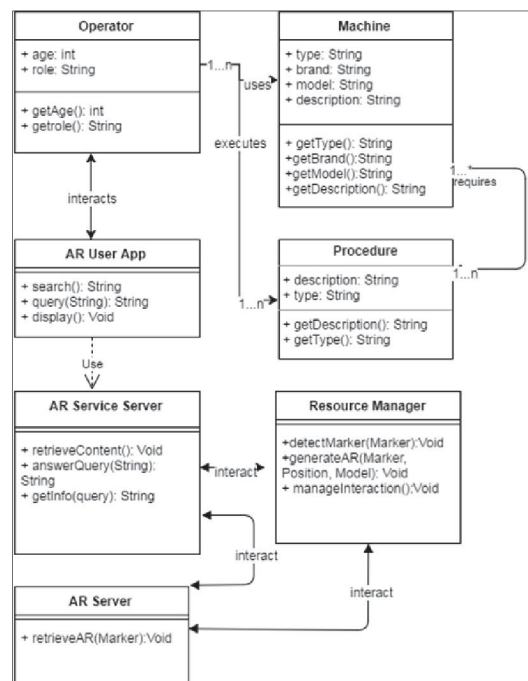 Operator
+ age: int
+ role: String
+ getAge(): int
+ getrole(): String
1...n
uses
executes
Machine
+ type: String
+ brand: String
+ model: String
+ description: String
+ getType(): String
+getBrand():String
+getModel():String
+getDescription(): String
1...*
requires
interacts
AR User App
+ search(): String
+ query(String): String
+ display(): Void
Procedure
+ description: String
+ type: String
+ getDescription(): String
+ getType(): String
1...n
1...n
Use
AR Service Server
+ retrieveContent(): Void
+ answerQuery(String):
String
+ getInfo(query): String
interact
Resource Manager
+detectMarker(Marker):Void
+generateAR(Marker,
Position, Model): Void
+ manageInteraction():Void
interact
interact
AR Server
+ retrieveAR(Marker):Void